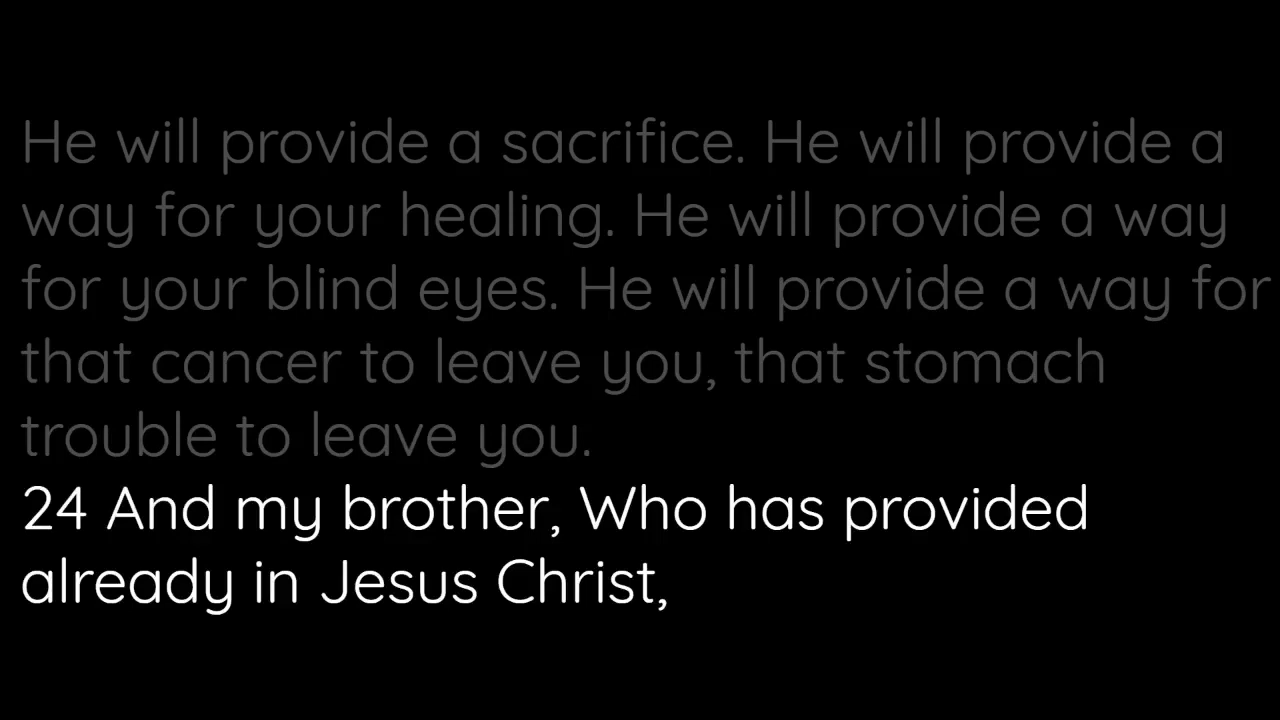 He will provide a sacrifice. He will provide a
way for your healing. He will provide a way
for your blind eyes. He will provide a way for
that cancer to leave you, that stomach
trouble to leave you.
24 And my brother, Who has provided
already in Jesus Christ,